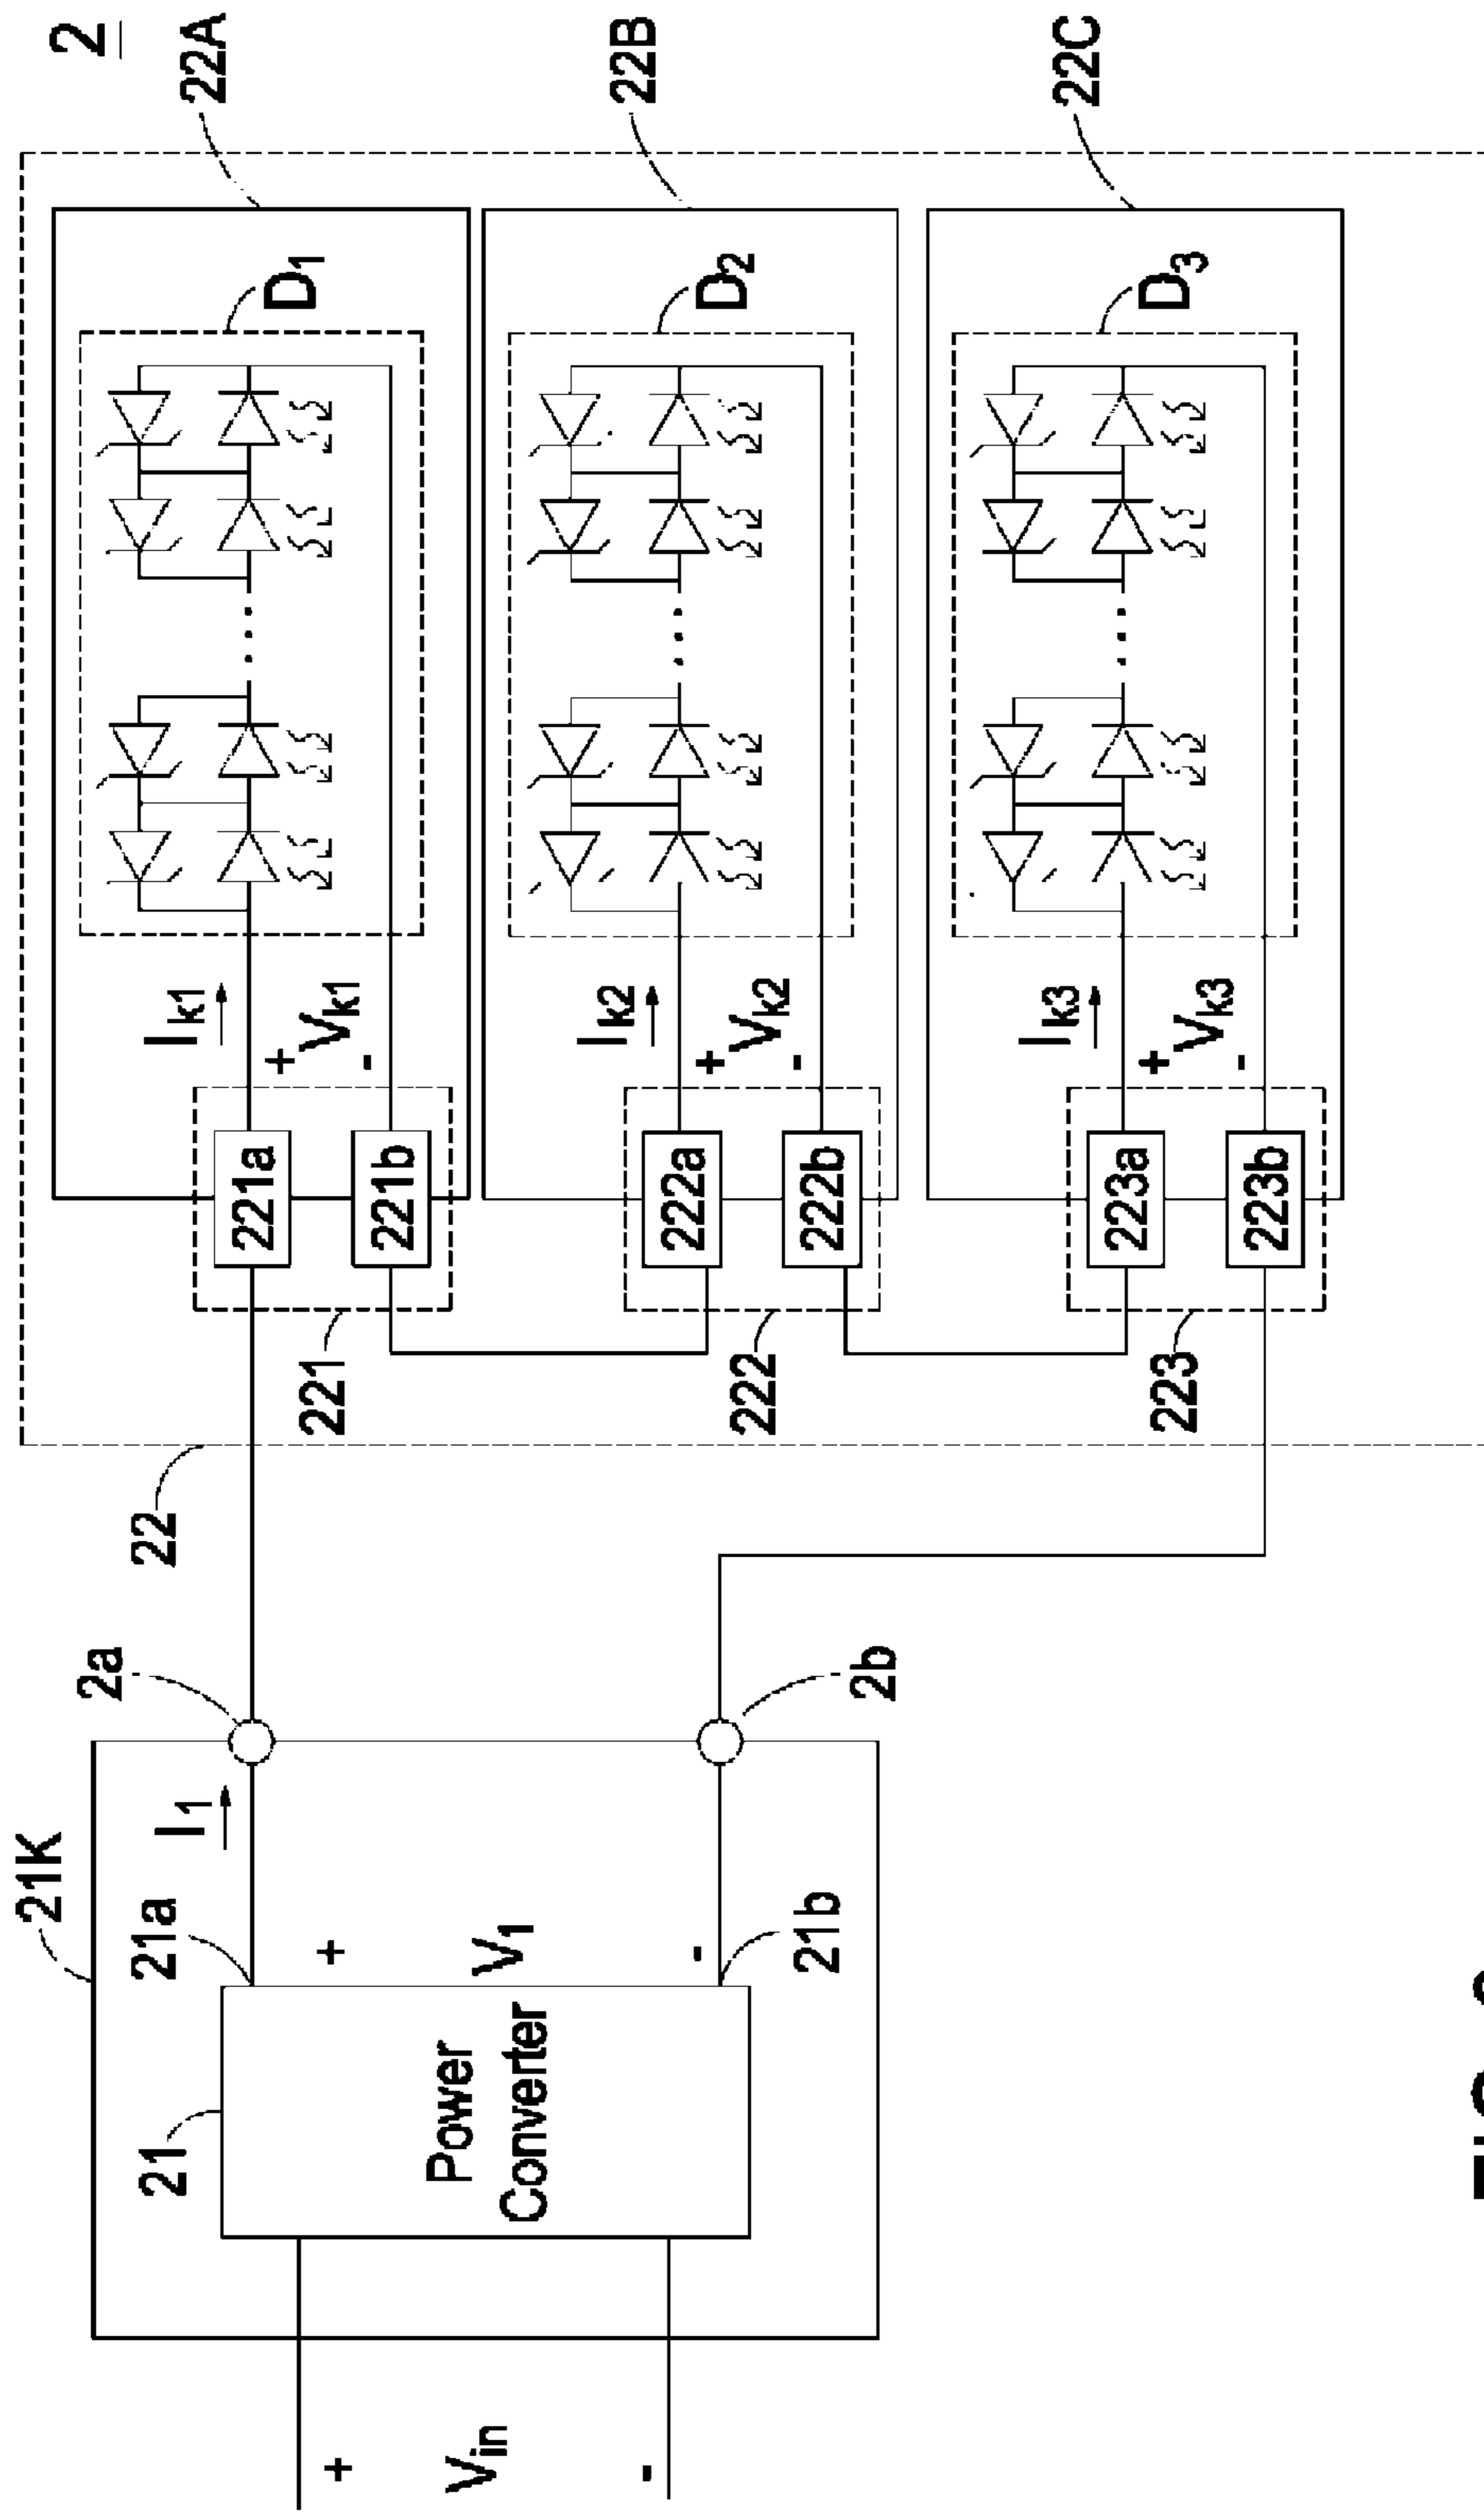 2
22A
22B
22C
D1
D2
D3
Ik1
+
Vk1
-
Ik2
+
Vk2
-
Ik3
+
Vk3
-
221a
221b
222a
222b
223a
223b
221
222
223
22
2a
2b
21K
I1
21a
+
V1
-
21b
21
Power
Converter
+
Vin
-